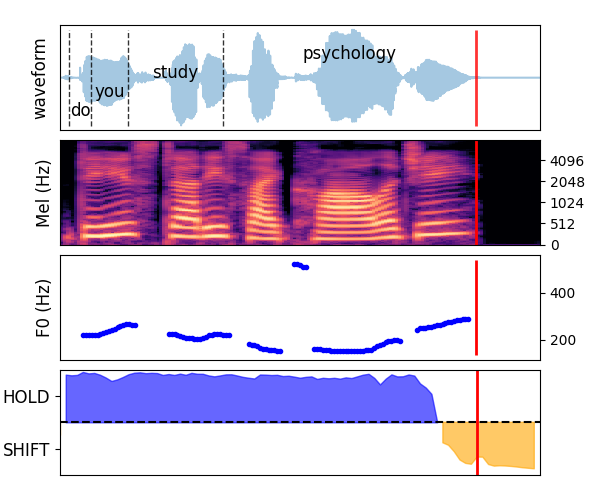 waveform
do
you
study
psychology
Mel (Hz)
4096
2048
1024
512
0
F0 (Hz)
400
200
HOLD
SHIFT